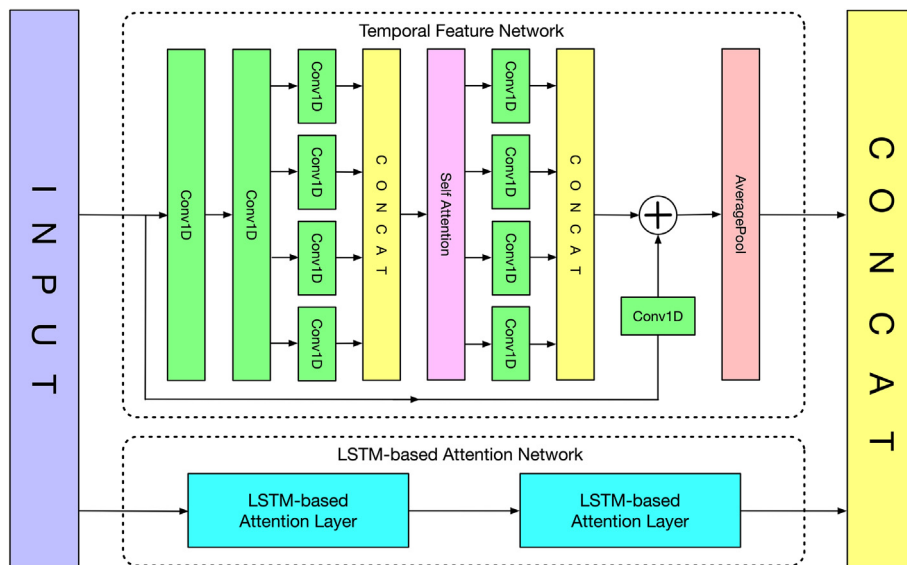 INPUT
Temporal Feature Network
Conv1D
Conv1D
Conv1D
Conv1D
Conv1D
Conv1D
CONCAT
Self Attention
Conv1D
Conv1D
Conv1D
Conv1D
CONCAT
Conv1D
AveragePool
LSTM-based Attention Network
LSTM-based
Attention Layer
LSTM-based
Attention Layer
CONCAT